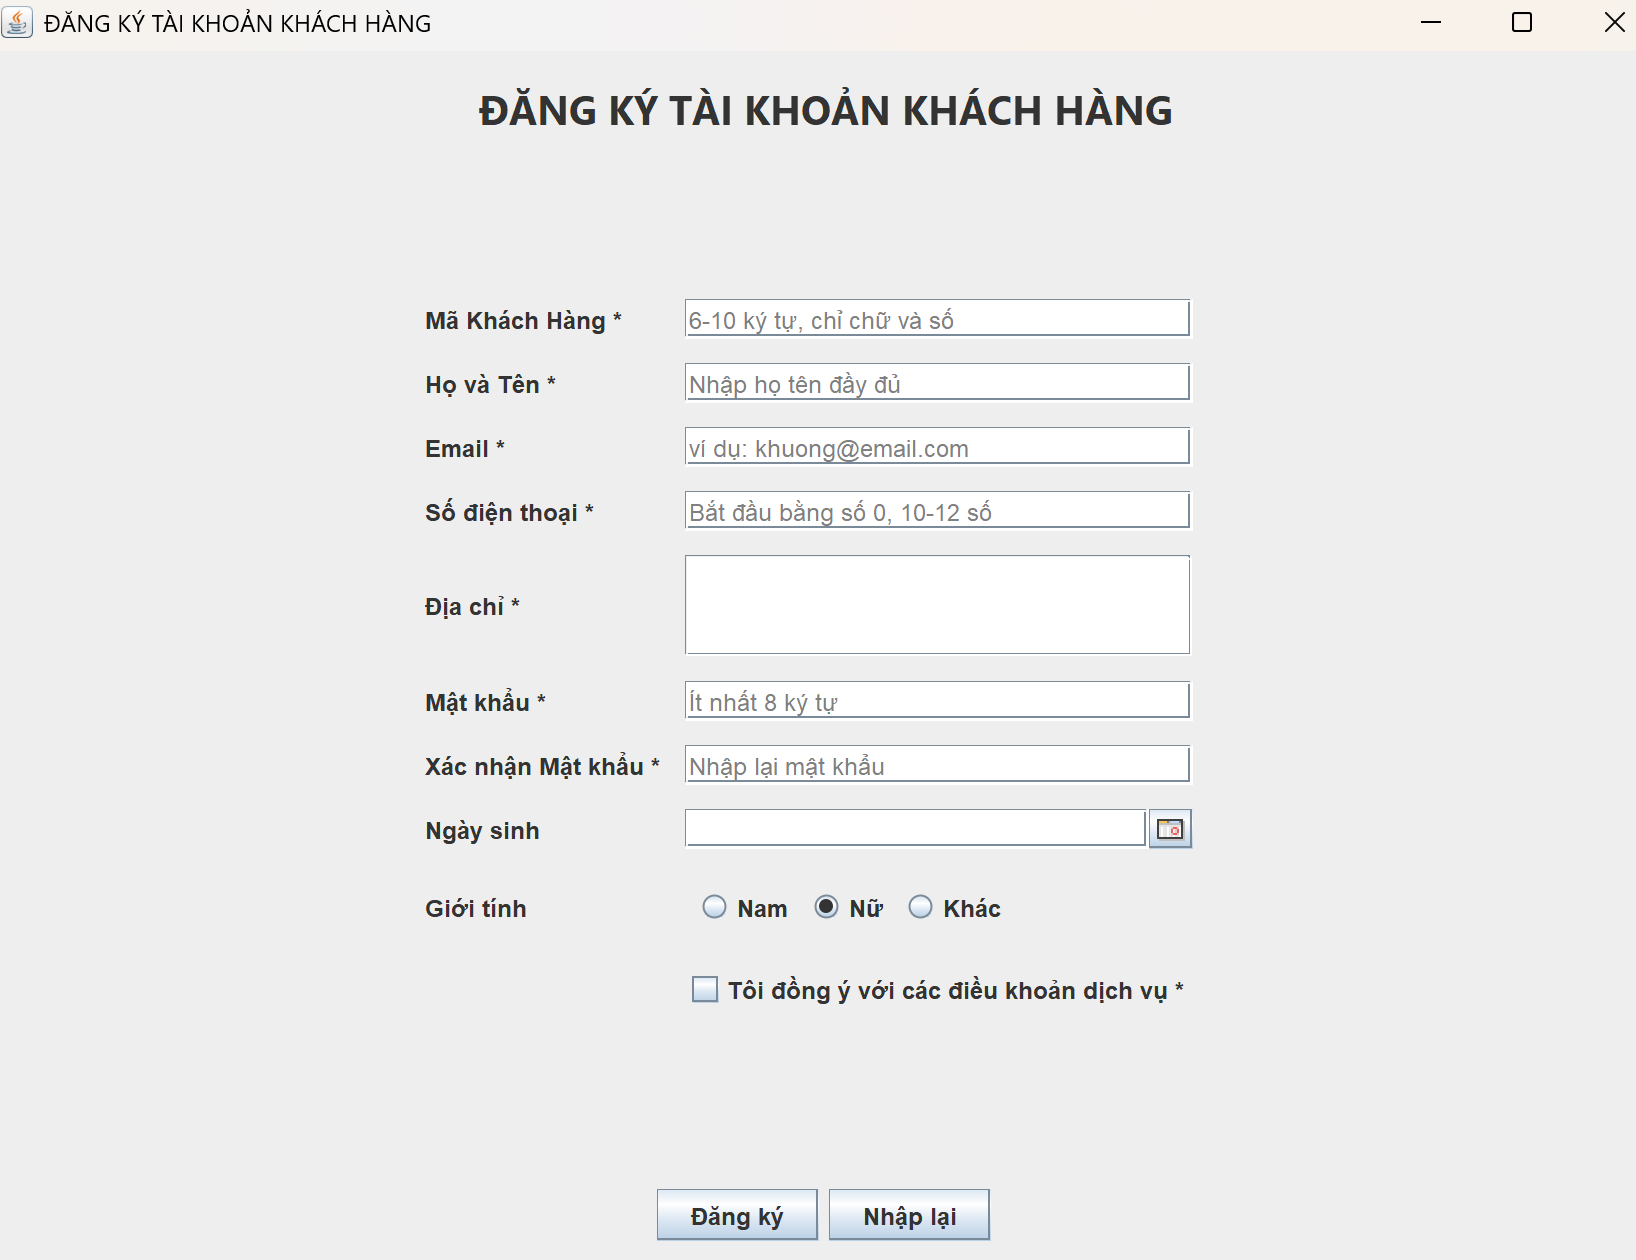 ĐĂNG KÝ TÀI KHOẢN KHÁCH HÀNG
ĐĂNG KÝ TÀI KHOẢN KHÁCH HÀNG
Mã Khách Hàng * 6-10 ký tự, chỉ chữ và số
Họ và Tên * Nhập họ tên đầy đủ
Email * ví dụ: khuong@email.com
Số điện thoại * Bắt đầu bằng số 0, 10-12 số
Địa chỉ *
Mật khẩu * Ít nhất 8 ký tự
Xác nhận Mật khẩu * Nhập lại mật khẩu
Ngày sinh
Giới tính Nam Nữ Khác
Tôi đồng ý với các điều khoản dịch vụ *
Đăng ký Nhập lại